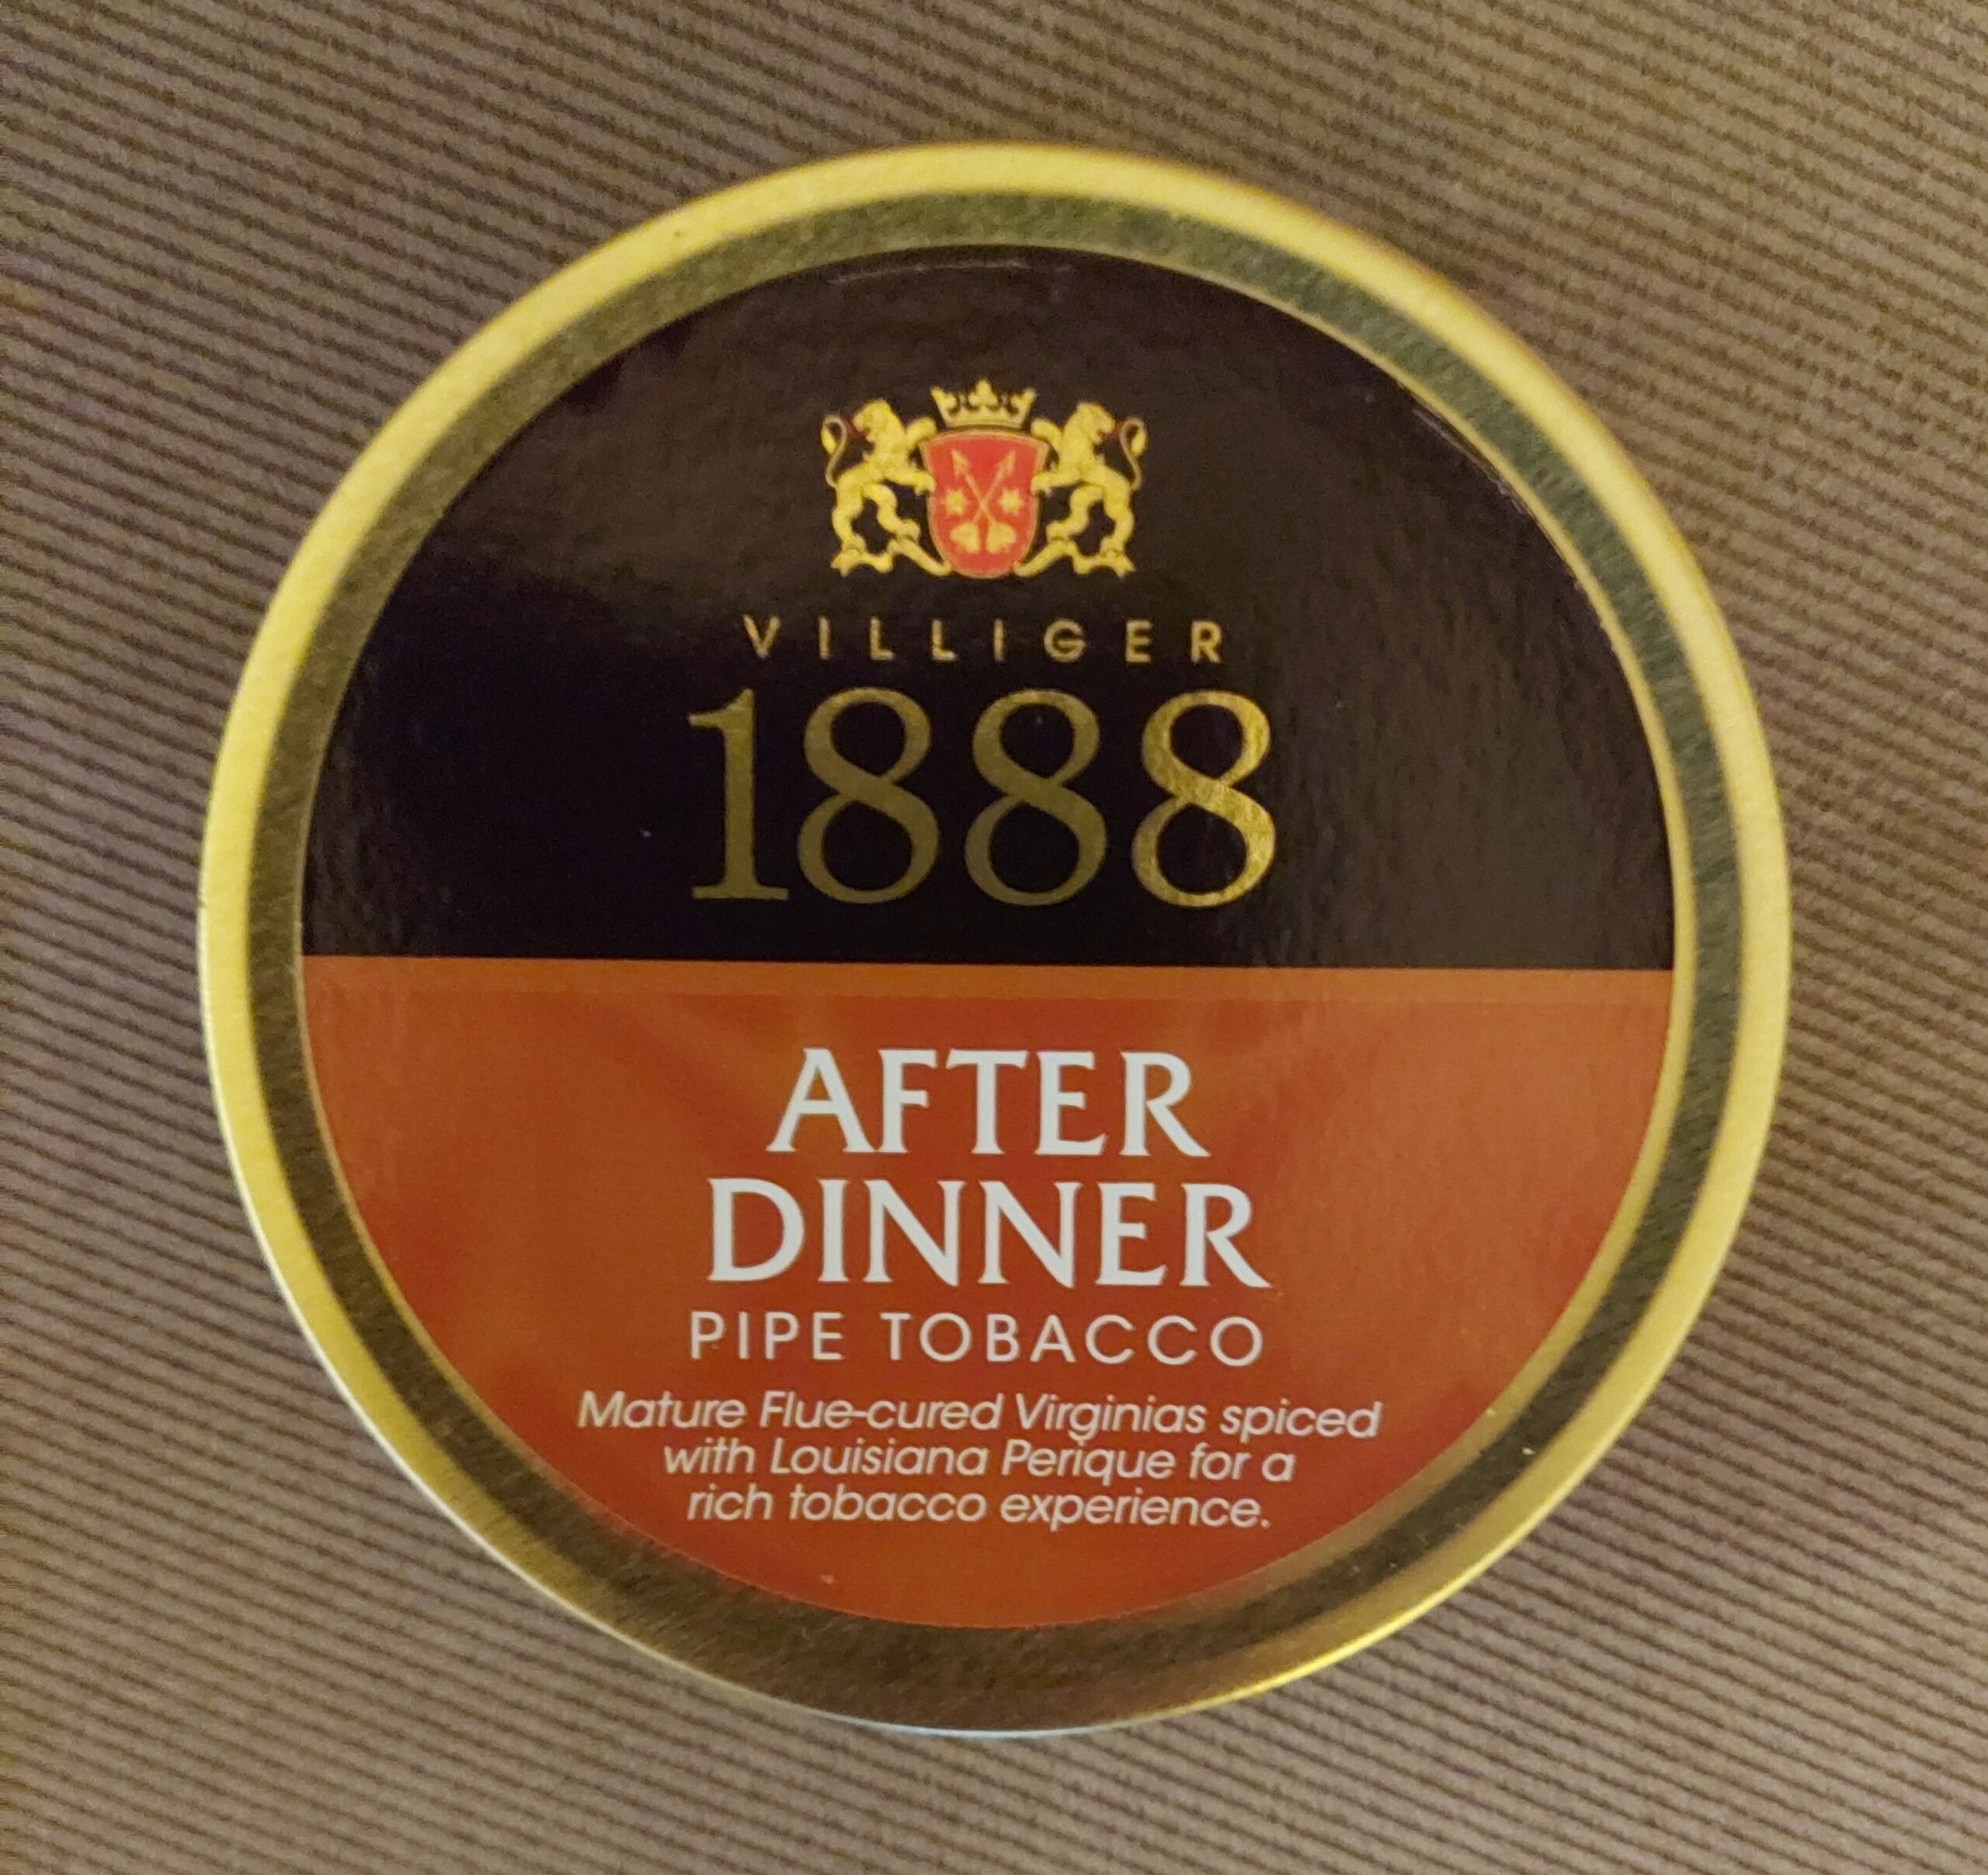 VILLIGER
1888
AFTER
DINNER
PIPE TOBACCO
Mature Flue-cured Virginias spiced
with Louisiana Perique for a
rich tobacco experience.